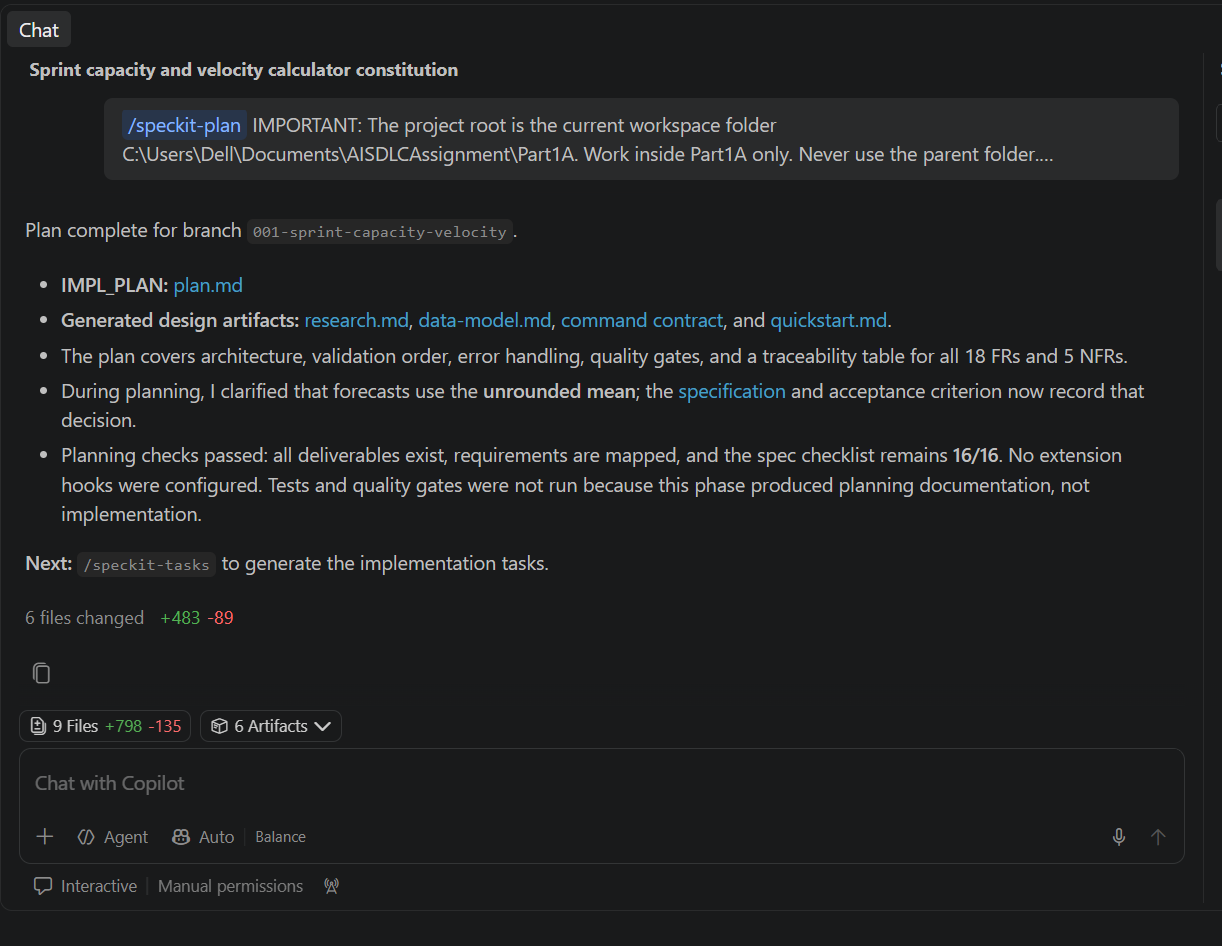 Chat
Sprint capacity and velocity calculator constitution
/speckit-plan IMPORTANT: The project root is the current workspace folder
C:\Users\Dell\Documents\AISDLCAssignment\Part1A. Work inside Part1A only. Never use the parent folder....
Plan complete for branch 001-sprint-capacity-velocity.
• IMPL_PLAN: plan.md
• Generated design artifacts: research.md, data-model.md, command contract, and quickstart.md.
• The plan covers architecture, validation order, error handling, quality gates, and a traceability table for all 18 FRs and 5 NFRs.
• During planning, I clarified that forecasts use the unrounded mean; the specification and acceptance criterion now record that
decision.
• Planning checks passed: all deliverables exist, requirements are mapped, and the spec checklist remains 16/16. No extension
hooks were configured. Tests and quality gates were not run because this phase produced planning documentation, not
implementation.
Next: /speckit-tasks to generate the implementation tasks.
6 files changed +483 -89
9 Files +798 -135 6 Artifacts
Chat with Copilot
Agent Auto Balance
Interactive Manual permissions